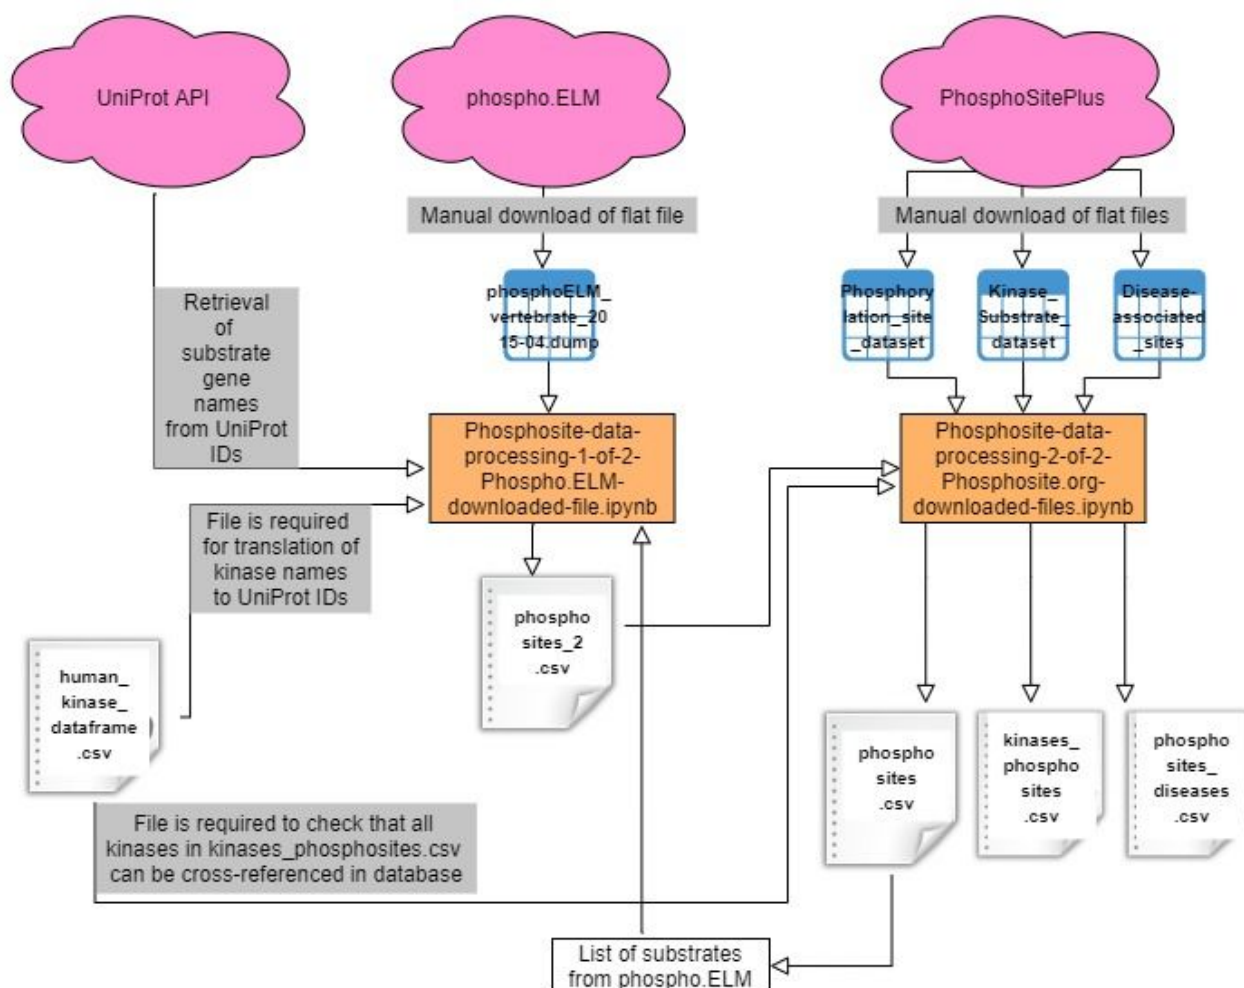 UniProt API
phospho.ELM
PhosphoSitePlus
Manual download of flat file
Manual download of flat files
phosphoELM_
vertebrate_20
15-04.dump
Phosphory
lation_site
_dataset
Kinase_
Substrate_
dataset
Disease-
associated
_sites
Retrieval
of
substrate
gene
names
from UniProt
IDs
Phosphosite-data-
processing-1-of-2-
Phospho.ELM-
downloaded-file.ipynb
Phosphosite-data-
processing-2-of-2-
Phosphosite.org-
downloaded-files.ipynb
File is required
for translation of
kinase names
to UniProt IDs
phospho
sites_2
.csv
human_
kinase_
dataframe
.csv
phospho
sites
.csv
kinases_
phospho
sites
.csv
phospho
sites_
diseases
.csv
File is required to check that all
kinases in kinases_phosphosites.csv
can be cross-referenced in database
List of substrates
from phospho.ELM